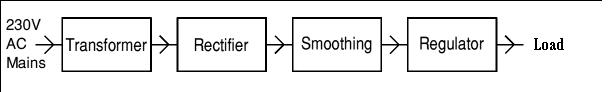 230V
AC
Mains
Transformer
Rectifier
Smoothing
Regulator
Load